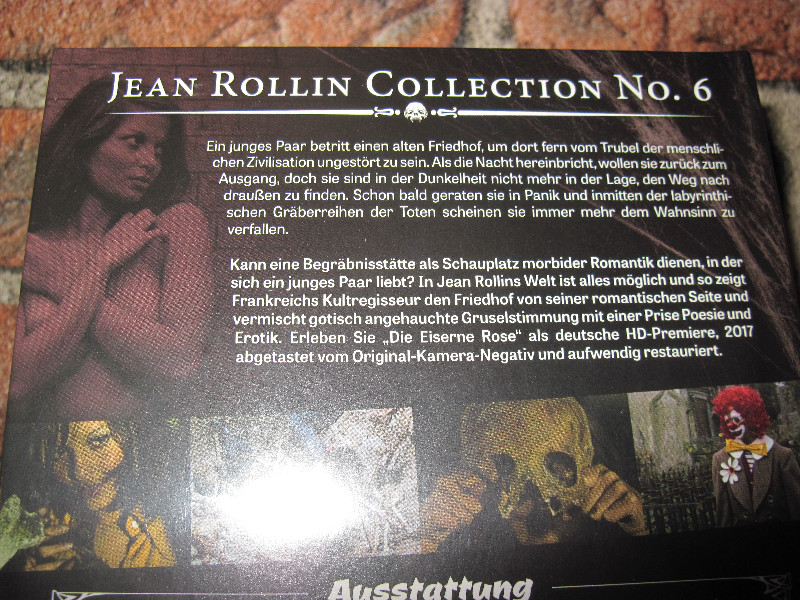 JEAN ROLLIN COLLECTION NO. 6
Ein junges Paar betritt einen alten Friedhof, um dort fern vom Trubel der menschli-
chen Zivilisation ungestört zu sein. Als die Nacht hereinbricht, wollen sie zurück zum
Ausgang, doch sie sind in der Dunkelheit nicht mehr in der Lage, den Weg nach
draußen zu finden. Schon bald geraten sie in Panik und inmitten der labyrinthi-
schen Gräberreihen der Toten scheinen sie immer mehr dem Wahnsinn zu
verfallen.
Kann eine Begräbnisstätte als Schauplatz morbider Romantik dienen, in der
sich ein junges Paar liebt? In Jean Rollins Welt ist alles möglich und so zeigt
Frankreichs Kultregisseur den Friedhof von seiner romantischen Seite und
vermischt gotisch angehauchte Gruselstimmung mit einer Prise Poesie und
Erotik. Erleben Sie „Die Eiserne Rose“ als deutsche HD-Premiere, 2017
abgetastet vom Original-Kamera-Negativ und aufwendig restauriert.
Ausstattung